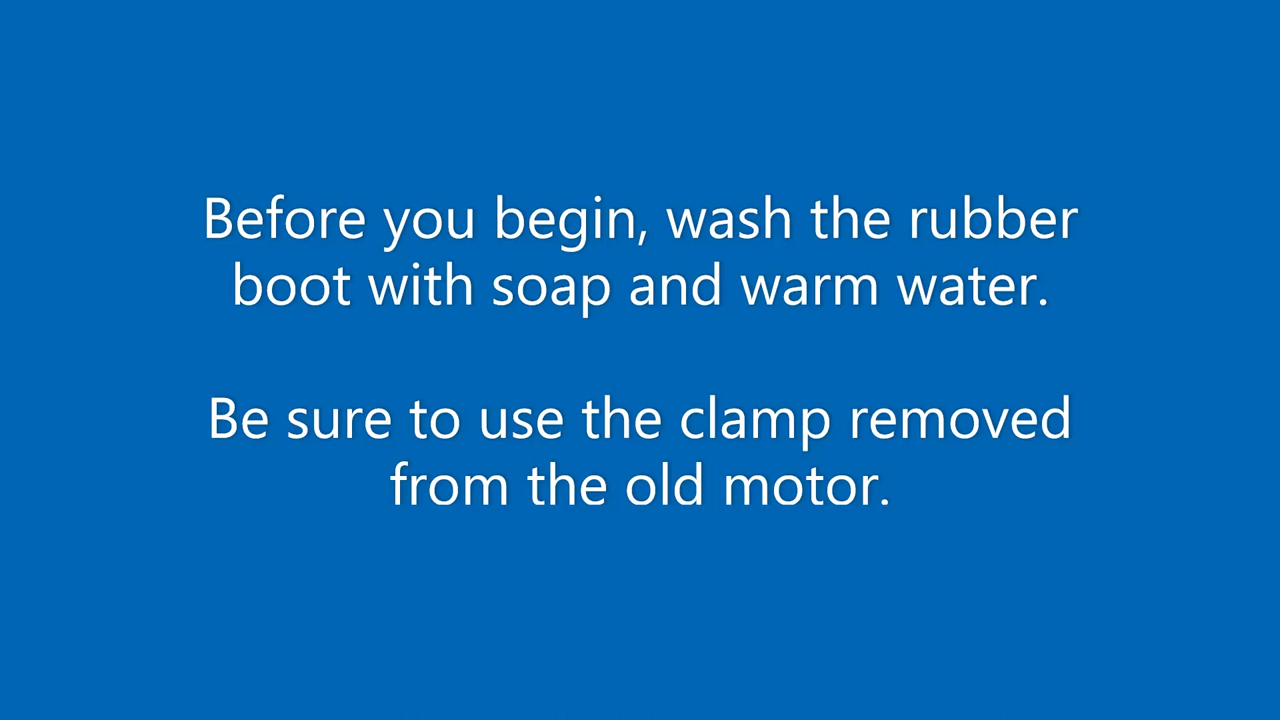 Before you begin, wash the rubber
boot with soap and warm water.
Be sure to use the clamp removed
from the old motor.